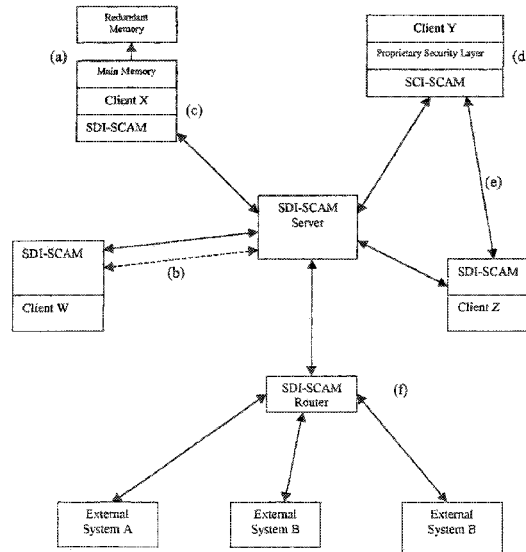 Redundant
Memory
(a)
Main Memory
Client X
(c)
SDI-SCAM
Client Y
Proprietary Security Layer
(d)
SCI-SCAM
(e)
SDI-SCAM
Server
SDI-SCAM
(b)
Client W
SDI-SCAM
Client Z
SDI-SCAM
Router
(f)
External
System A
External
System B
External
System B